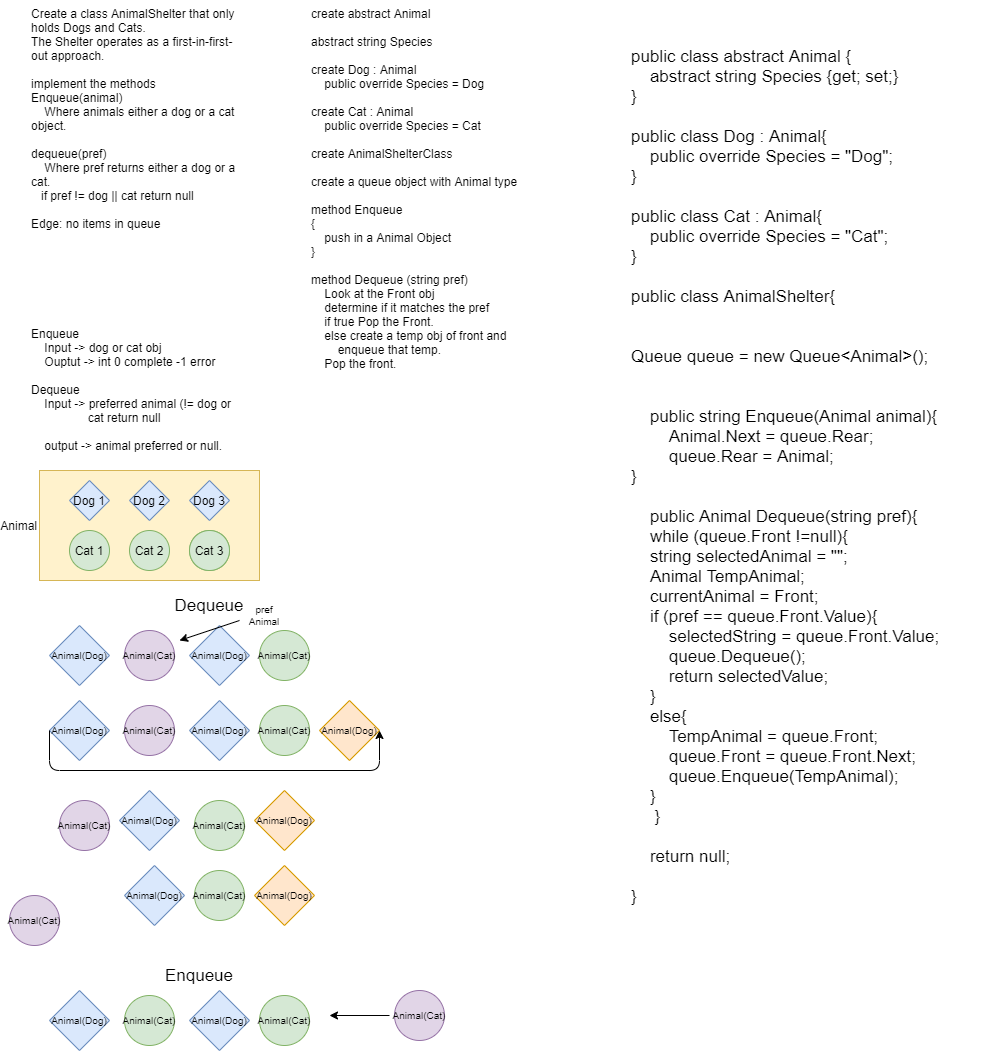 Create a class AnimalShelter that only
holds Dogs and Cats.
The Shelter operates as a first-in-first-
out approach.
implement the methods
Enqueue(animal)
Where animals either a dog or a cat
object.
dequeue(pref)
Where pref returns either a dog or a
cat.
if pref != dog || cat return null
Edge: no items in queue
Enqueue
Input -> dog or cat obj
Ouptut -> int 0 complete -1 error
Dequeue
Input -> preferred animal (!= dog or
cat return null
output -> animal preferred or null.
create abstract Animal
abstract string Species
create Dog : Animal
public override Species = Dog
create Cat : Animal
public override Species = Cat
create AnimalShelterClass
create a queue object with Animal type
method Enqueue
{
push in a Animal Object
}
method Dequeue (string pref)
Look at the Front obj
determine if it matches the pref
if true Pop the Front.
else create a temp obj of front and
enqueue that temp.
Pop the front.
public class abstract Animal {
abstract string Species {get; set;}
}
public class Dog : Animal{
public override Species = "Dog";
}
public class Cat : Animal{
public override Species = "Cat";
}
public class AnimalShelter{
Queue queue = new Queue<Animal>();
public string Enqueue(Animal animal){
Animal.Next = queue.Rear;
queue.Rear = Animal;
}
public Animal Dequeue(string pref){
while (queue.Front !=null){
string selectedAnimal = "";
Animal TempAnimal;
currentAnimal = Front;
if (pref == queue.Front.Value){
selectedString = queue.Front.Value;
queue.Dequeue();
return selectedValue;
}
else{
TempAnimal = queue.Front;
queue.Front = queue.Front.Next;
queue.Enqueue(TempAnimal);
}
}
return null;
}
Dog 1 Dog 2 Dog 3
Animal
Cat 1 Cat 2 Cat 3
Dequeue
pref
Animal
Animal(Dog) Animal(Cat) Animal(Dog) Animal(Cat)
Animal(Dog) Animal(Cat) Animal(Dog) Animal(Cat) Animal(Dog)
Animal(Cat) Animal(Dog) Animal(Cat) Animal(Dog)
Animal(Dog) Animal(Cat) Animal(Dog)
Animal(Cat)
Enqueue
Animal(Dog) Animal(Cat) Animal(Dog) Animal(Cat) Animal(Cat)